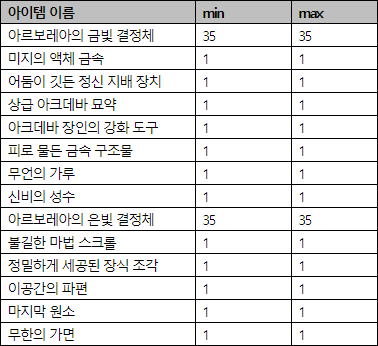 아이템 이름 min max
아르보레아의 금빛 결정체 35 35
미지의 액체 금속 1 1
어둠이 깃든 정신 지배 장치 1 1
상급 아크데바 묘약 1 1
아크데바 장인의 강화 도구 1 1
피로 물든 금속 구조물 1 1
무언의 가루 1 1
신비의 성수 1 1
아르보레아의 은빛 결정체 35 35
불길한 마법 스크롤 1 1
정밀하게 세공된 장식 조각 1 1
이공간의 파편 1 1
마지막 원소 1 1
무한의 가면 1 1